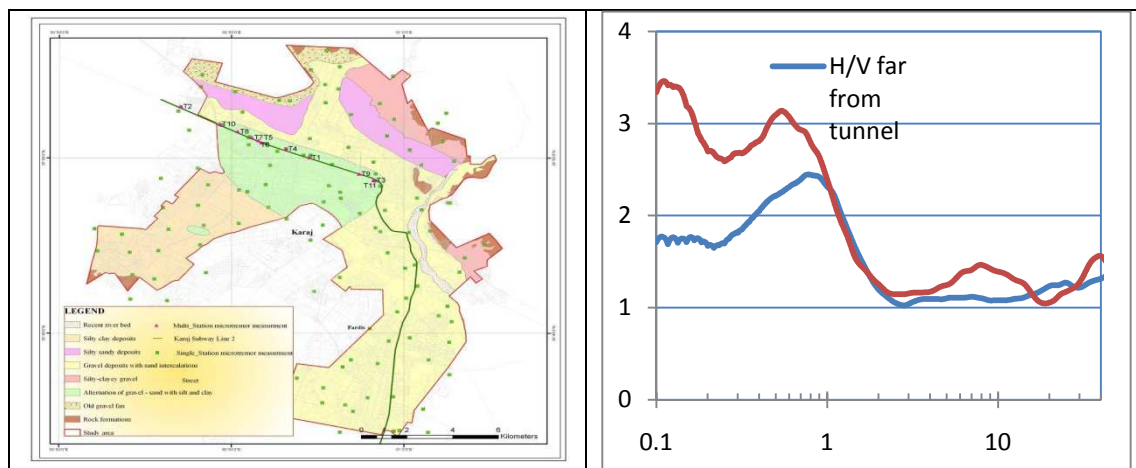 T2
T10
T8
T7 T5
T6
T4
T1
T9
T3
T11
Karaj
Fardis
LEGEND
Recent river bed
Silty clay deposits
Silty sandy deposits
Gravel deposits with sand intercalations
Silty-clayey gravel
Alternation of gravel - sand with silt and clay
Old gravel fan
Rock formations
Study area
Multi_Station microtremor measurment
Karaj Subway Line 2
Single_Station microtremor measurment
Street
0 1 2 4 6
Kilometers
4
3
2
1
0
0.1 1 10
H/V far
from
tunnel